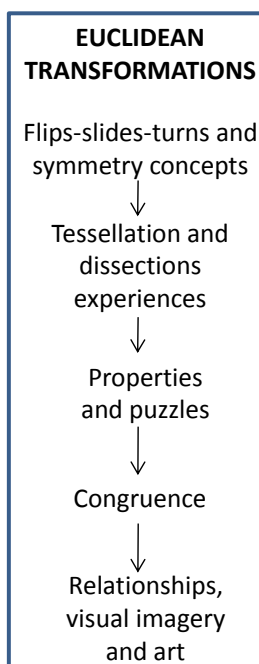 EUCLIDEAN
TRANSFORMATIONS
Flips-slides-turns and
symmetry concepts
Tessellation and
dissections
experiences
Properties
and puzzles
Congruence
Relationships,
visual imagery
and art